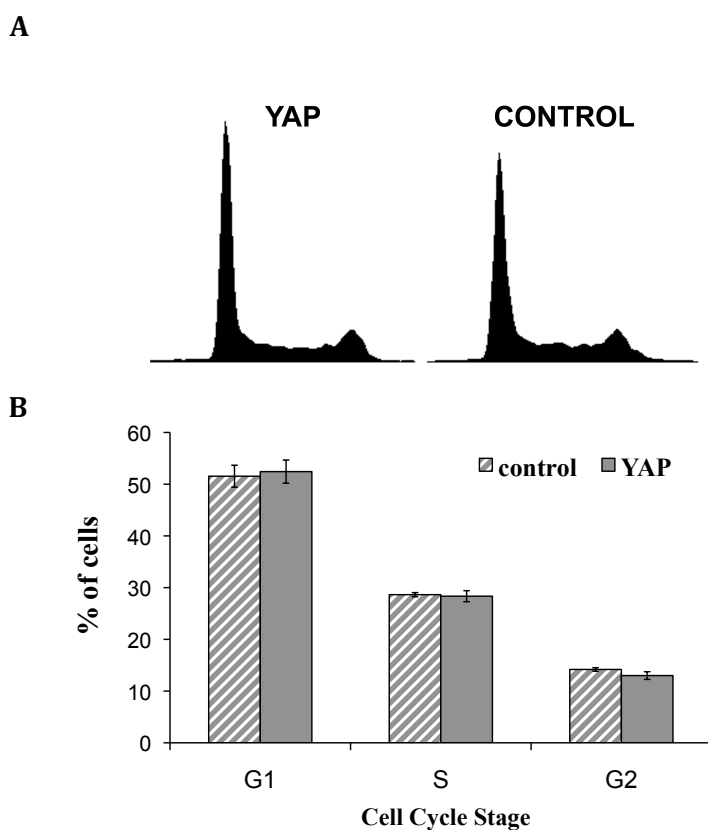 A
YAP CONTROL
B
60
50
40
30
20
10
0
% of cells
control YAP
G1 S G2
Cell Cycle Stage